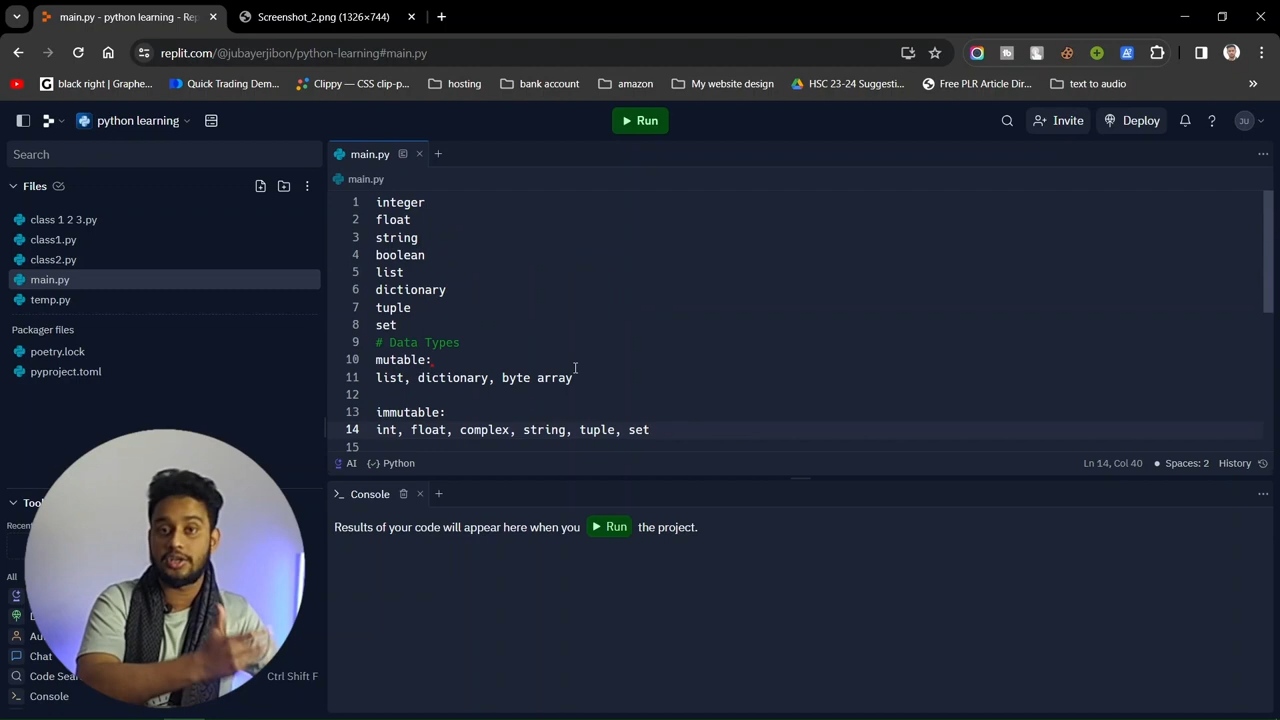 main.py - python learning - Rep
Screenshot_2.png (1326×744)
replit.com/@jubayerjibon/python-learning#main.py
black right | Graphe...
Quick Trading Dem...
Clippy — CSS clip-p...
hosting
bank account
amazon
My website design
HSC 23-24 Suggesti...
Free PLR Article Dir...
text to audio
python learning
Run
Invite
Deploy
JU
Search
main.py
Files
main.py
class 1 2 3.py
class1.py
class2.py
main.py
temp.py
Packager files
poetry.lock
pyproject.toml
1 integer
2 float
3 string
4 boolean
5 list
6 dictionary
7 tuple
8 set
9 # Data Types
10 mutable:
11 list, dictionary, byte array
12
13 immutable:
14 int, float, complex, string, tuple, set
15
AI
Python
Ln 14, Col 40
Spaces: 2
History
Console
Results of your code will appear here when you Run the project.
All
Chat
Code Sea
Ctrl Shift F
Console